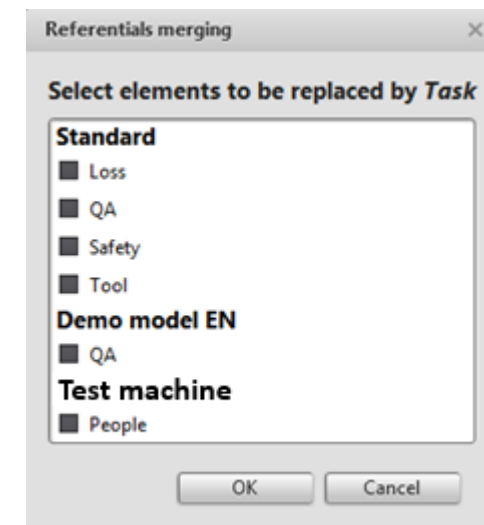 Referentials merging
Select elements to be replaced by Task
Standard
Loss
QA
Safety
Tool
Demo model EN
QA
Test machine
People
OK Cancel